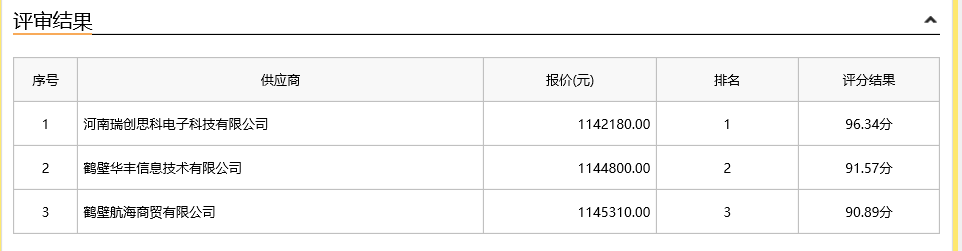 评审结果
序号 供应商 报价(元) 排名 评分结果
1 河南瑞创思科电子科技有限公司 1142180.00 1 96.34分
2 鹤壁华丰信息技术有限公司 1144800.00 2 91.57分
3 鹤壁航海商贸有限公司 1145310.00 3 90.89分